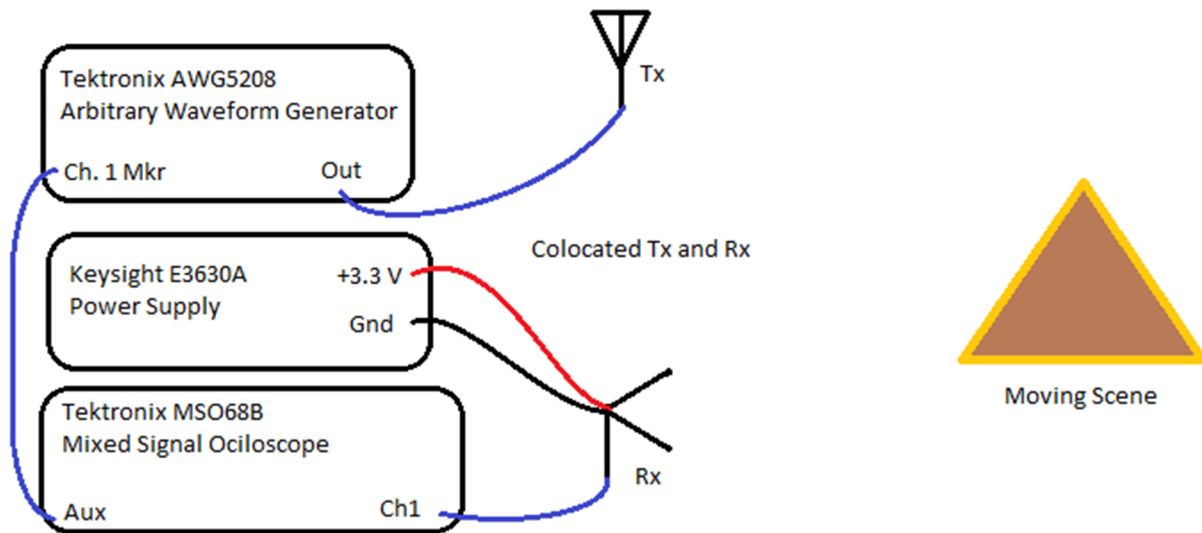 Tektronix AWG5208
Arbitrary Waveform Generator
Ch. 1 Mkr
Out
Tx
Keysight E3630A
Power Supply
+3.3 V
Gnd
Colocated Tx and Rx
Tektronix MSO68B
Mixed Signal Ociloscope
Aux
Ch1
Rx
Moving Scene